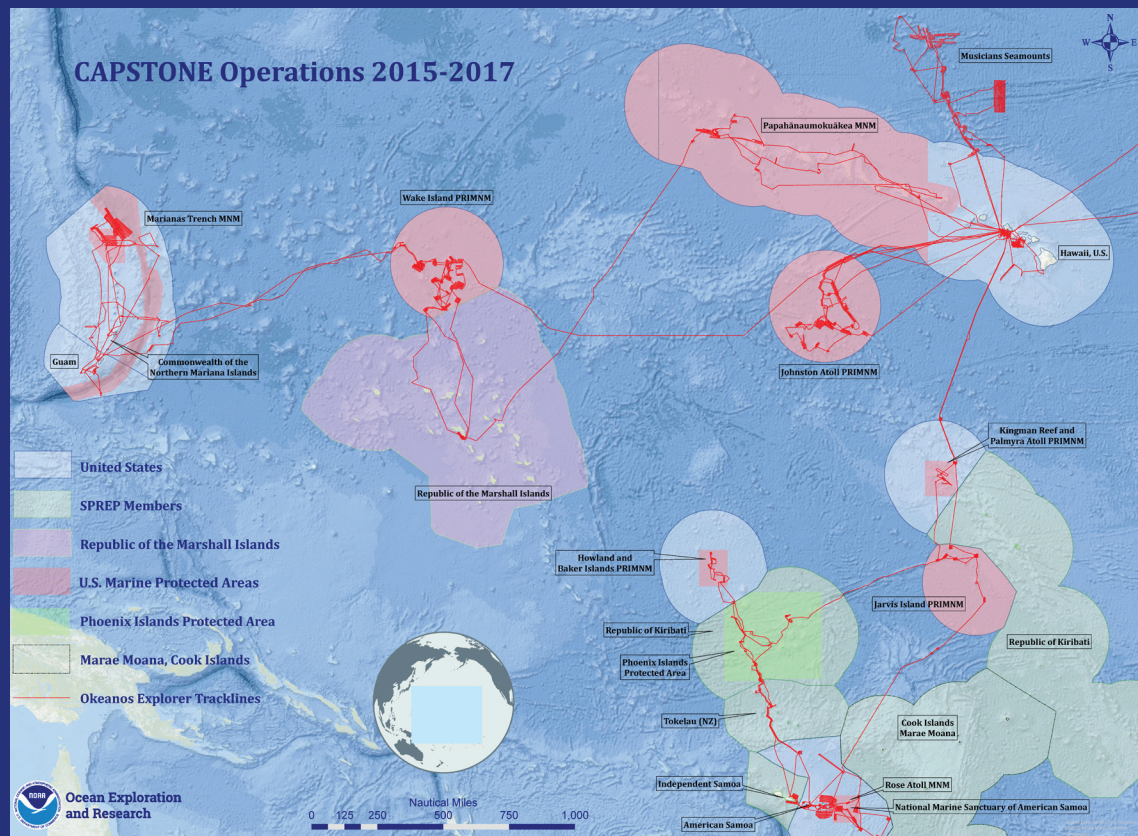 CAPSTONE Operations 2015-2017
N
W
E
S
Musicians Seamounts
Papahānaumokuākea MNM
Wake Island PRIMNM
Marianas Trench MNM
Hawaii, U.S.
Guam
Commonwealth of the
Northern Mariana Islands
Johnston Atoll PRIMNM
Kingman Reef and
Palmyra Atoll PRIMNM
Republic of the Marshall Islands
Howland and
Baker Islands PRIMNM
Jarvis Island PRIMNM
Republic of Kiribati
Republic of Kiribati
Phoenix Islands
Protected Area
Tokelau (NZ)
Cook Islands
Marae Moana
Independent Samoa
Rose Atoll MNM
National Marine Sanctuary of American Samoa
American Samoa
United States
SPREP Members
Republic of the Marshall Islands
U.S. Marine Protected Areas
Phoenix Islands Protected Area
Marae Moana, Cook Islands
Okeanos Explorer Tracklines
NOAA
Ocean Exploration
and Research
Nautical Miles
0 125 250 500 750 1,000